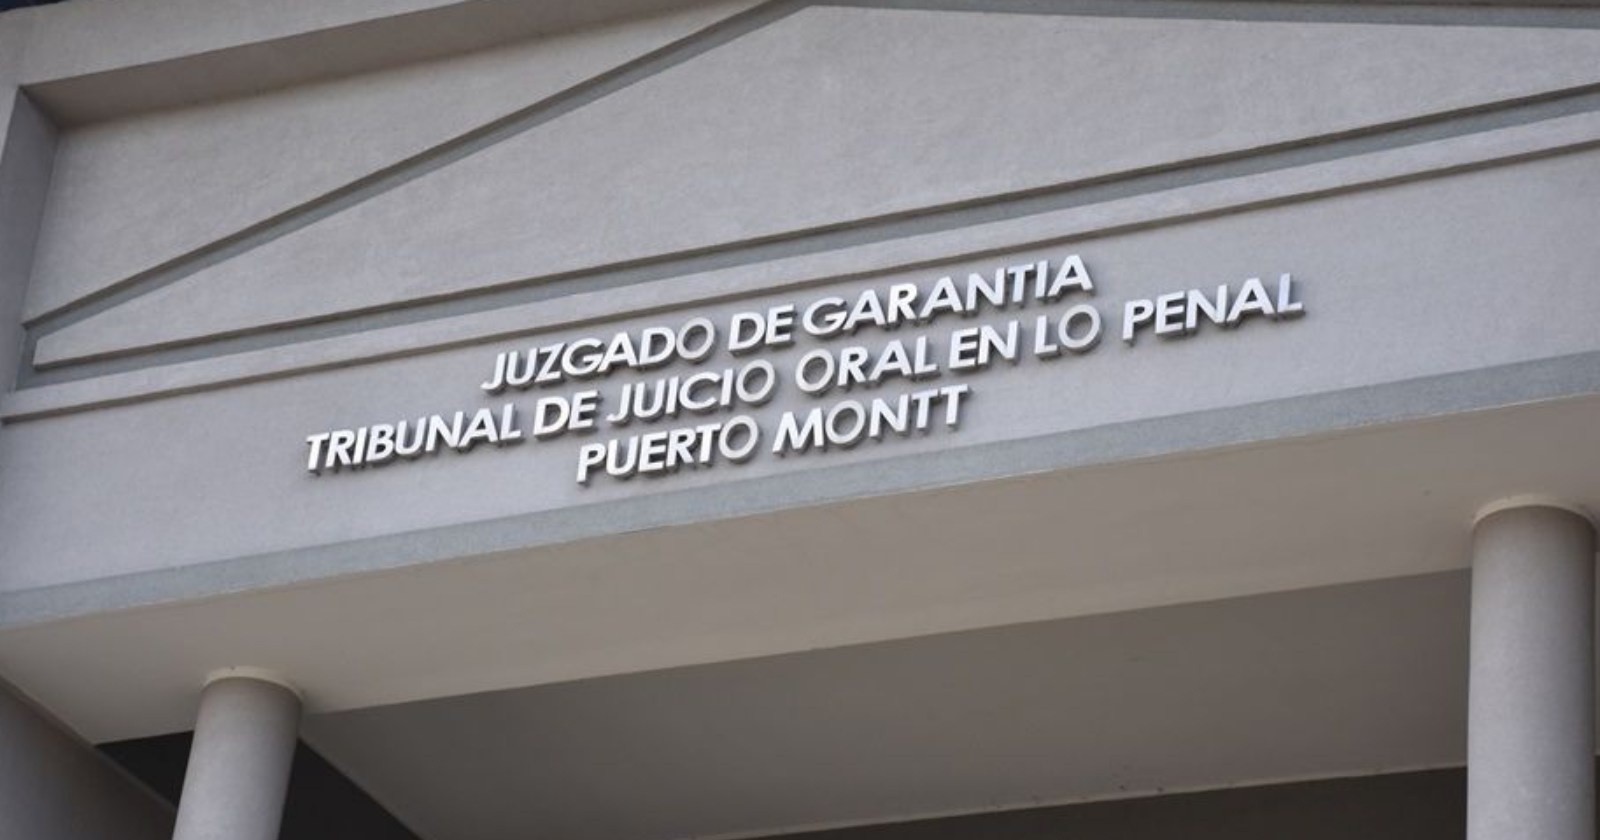 JUZGADO DE GARANTIA
TRIBUNAL DE JUICIO ORAL EN LO PENAL
PUERTO MONTT